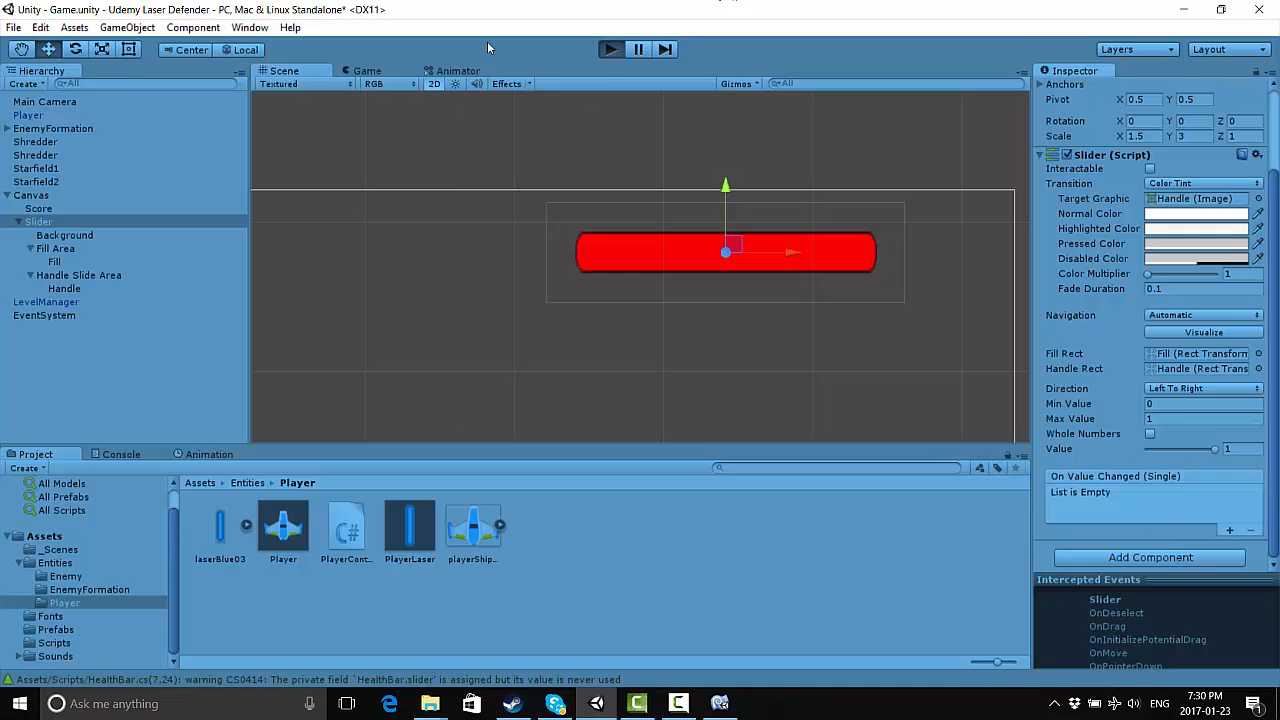 Unity - Game.unity - Udemy Laser Defender - PC, Mac & Linux Standalone* <DX11>
File Edit Assets GameObject Component Window Help
Center Local Layers Layout
Hierarchy
Create All
Main Camera
Player
EnemyFormation
Shredder
Shredder
Starfield1
Starfield2
Canvas
Score
Slider
Background
Fill Area
Fill
Handle Slide Area
Handle
LevelManager
EventSystem
Scene Game Animator
Textured RGB 2D Effects Gizmos All
Inspector
Anchors
Pivot X 0.5 Y 0.5
Rotation X 0 Y 0 Z 0
Scale X 1.5 Y 3 Z 1
Slider (Script)
Interactable
Transition Color Tint
Target Graphic Handle (Image)
Normal Color
Highlighted Color
Pressed Color
Disabled Color
Color Multiplier 1
Fade Duration 0.1
Navigation Automatic
Visualize
Fill Rect Fill (Rect Transform
Handle Rect Handle (Rect Trans
Direction Left To Right
Min Value 0
Max Value 1
Whole Numbers
Value 1
On Value Changed (Single)
List is Empty
+ -
Add Component
Intercepted Events
Slider
OnDeselect
OnDrag
OnInitializePotentialDrag
OnMove
OnPointerDown
Project Console Animation
Create
All Models
All Prefabs
All Scripts
Assets
_Scenes
Entities
Enemy
EnemyFormation
Player
Fonts
Prefabs
Scripts
Sounds
Assets Entities Player
C#
laserBlue03 Player PlayerCont... PlayerLaser playerShip...
Assets/Scripts/HealthBar.cs(7,24): warning CS0414: The private field `HealthBar.slider' is assigned but its value is never used
Ask me anything
ENG 7:30 PM
2017-01-23